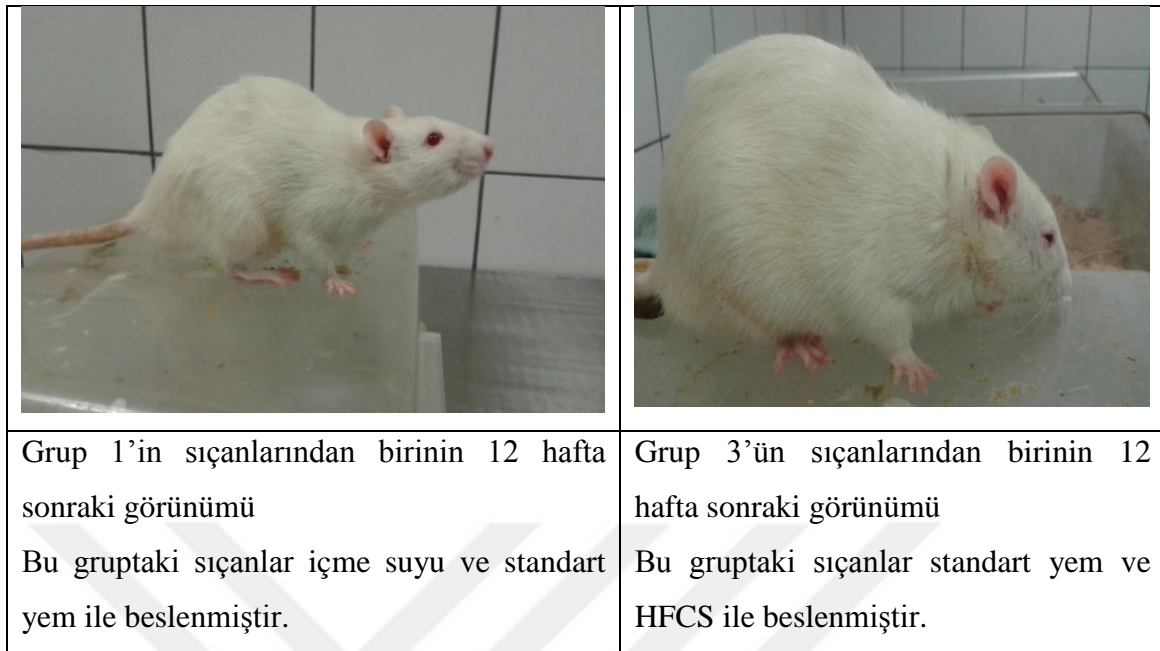 Grup 1’in sıçanlarından birinin 12 hafta
sonraki görünümü
Bu gruptaki sıçanlar içme suyu ve standart
yem ile beslenmiştir.
Grup 3’ün sıçanlarından birinin 12
hafta sonraki görünümü
Bu gruptaki sıçanlar standart yem ve
HFCS ile beslenmiştir.